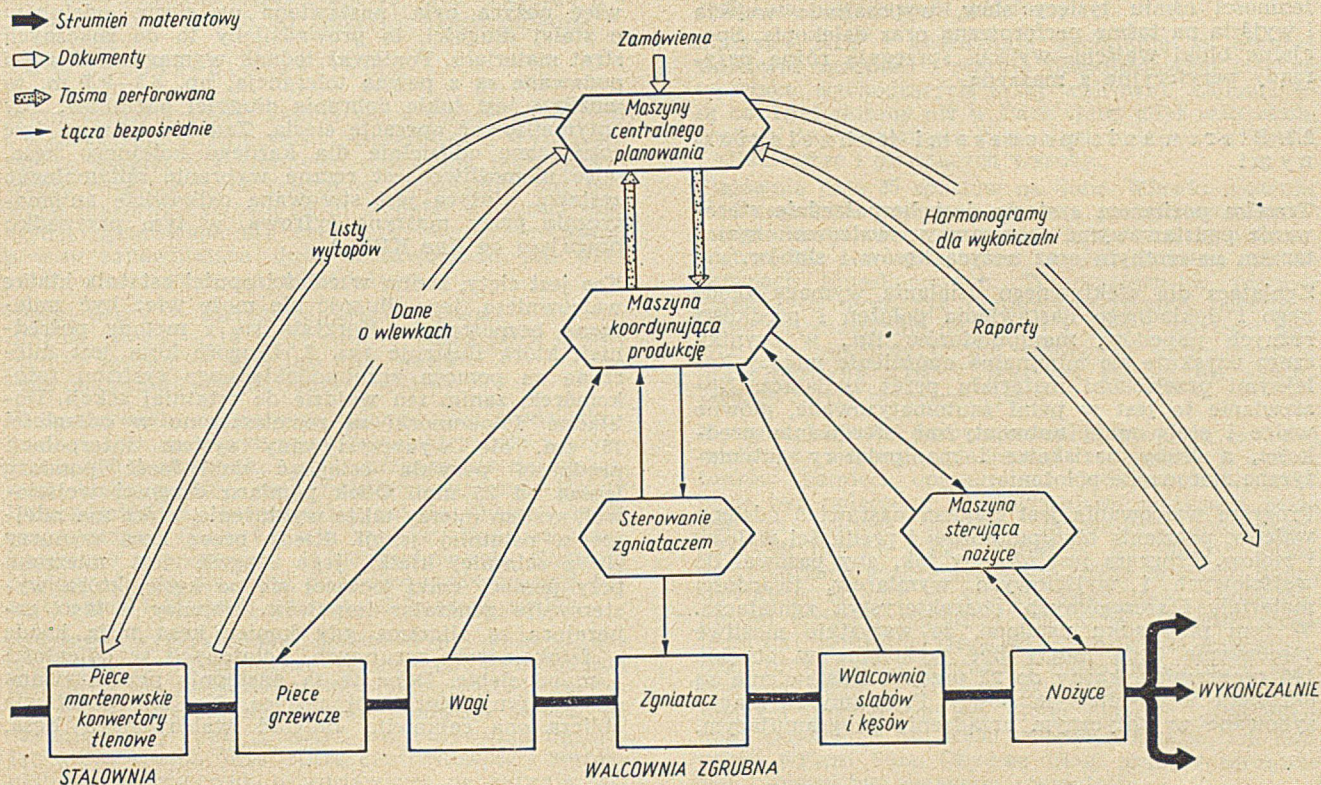 Strumień materiałowy
Dokumenty
Taśma perforowana
Łącza bezpośrednie
Zamówienia
Maszyny
centralnego
planowania
Listy
wytopów
Harmonogramy
dla wykończalni
Dane
o wlewkach
Maszyna
koordynująca
produkcję
Raporty
Sterowanie
zgniataczem
Maszyna
sterująca
nożyce
Piece
martenowskie
konwertory
tlenowe
Piece
grzewcze
Wagi
Zgniatacz
Walcownia
slabów
i kęsów
Nożyce
WYKOŃCZALNIE
STALOWNIA
WALCOWNIA ZGRUBNA